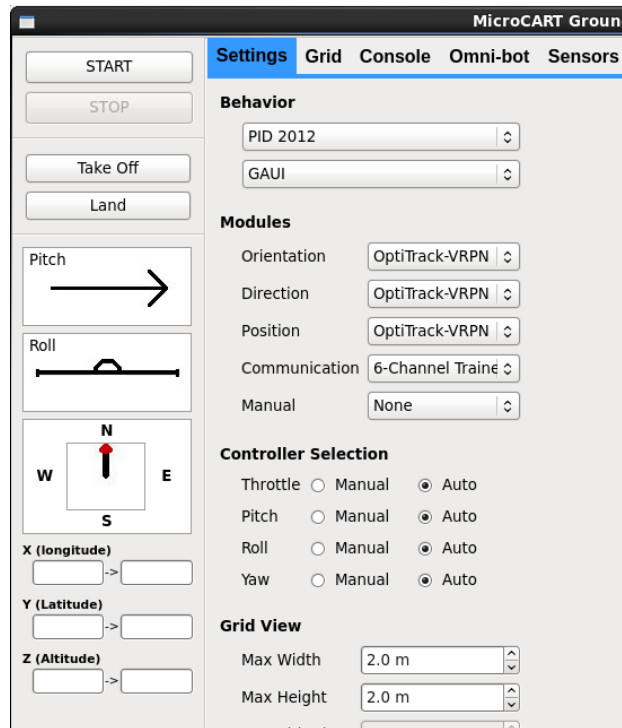 MicroCART Groun
START
STOP
Take Off
Land
Pitch
Roll
N
W E
S
X (longitude)
->
Y (Latitude)
->
Z (Altitude)
->
Settings Grid Console Omni-bot Sensors
Behavior
PID 2012
GAUI
Modules
Orientation OptiTrack-VRPN
Direction OptiTrack-VRPN
Position OptiTrack-VRPN
Communication 6-Channel Traine
Manual None
Controller Selection
Throttle Manual Auto
Pitch Manual Auto
Roll Manual Auto
Yaw Manual Auto
Grid View
Max Width 2.0 m
Max Height 2.0 m